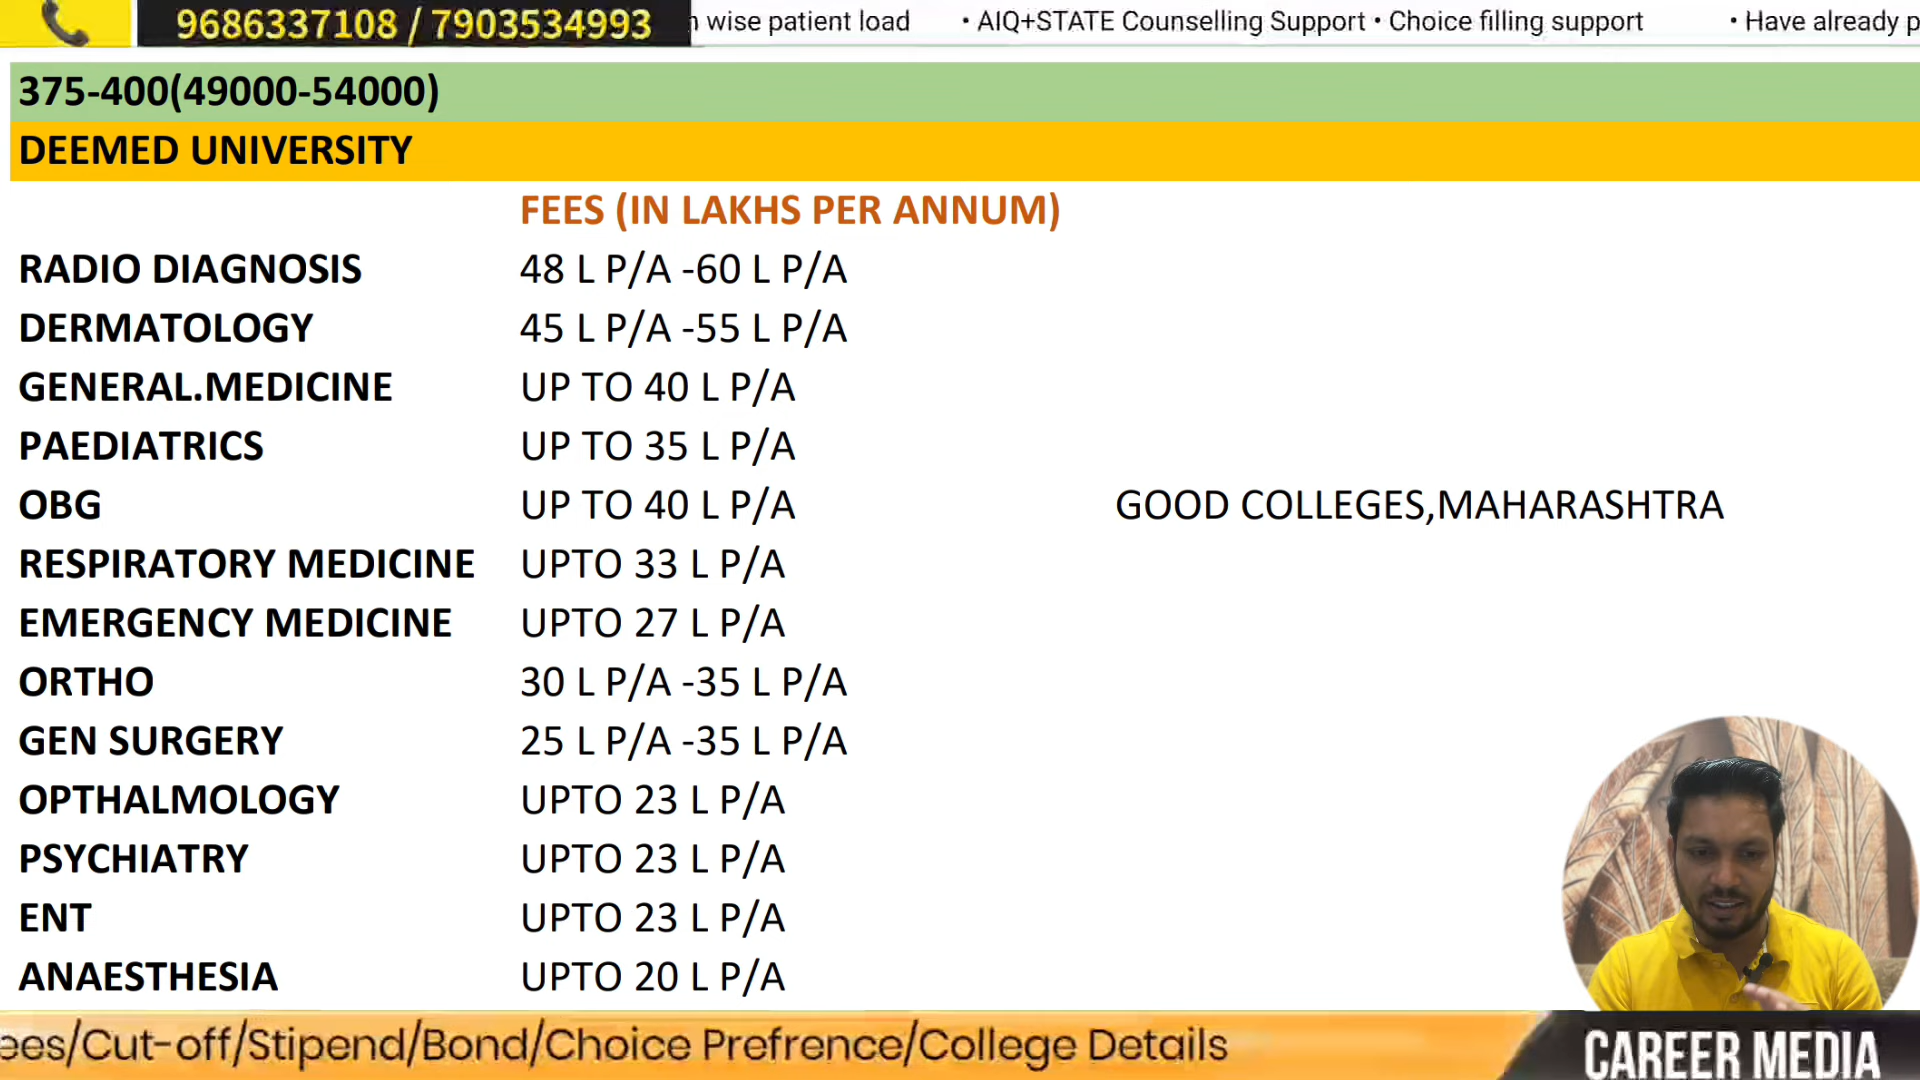 9686337108 / 7903534993 wise patient load • AIQ+STATE Counselling Support • Choice filling support • Have already
375-400(49000-54000)
DEEMED UNIVERSITY
FEES (IN LAKHS PER ANNUM)
RADIO DIAGNOSIS 48 L P/A -60 L P/A
DERMATOLOGY 45 L P/A -55 L P/A
GENERAL.MEDICINE UP TO 40 L P/A
PAEDIATRICS UP TO 35 L P/A
OBG UP TO 40 L P/A GOOD COLLEGES,MAHARASHTRA
RESPIRATORY MEDICINE UPTO 33 L P/A
EMERGENCY MEDICINE UPTO 27 L P/A
ORTHO 30 L P/A -35 L P/A
GEN SURGERY 25 L P/A -35 L P/A
OPTHALMOLOGY UPTO 23 L P/A
PSYCHIATRY UPTO 23 L P/A
ENT UPTO 23 L P/A
ANAESTHESIA UPTO 20 L P/A
ees/Cut-off/Stipend/Bond/Choice Prefrence/College Details
CAREER MEDIA